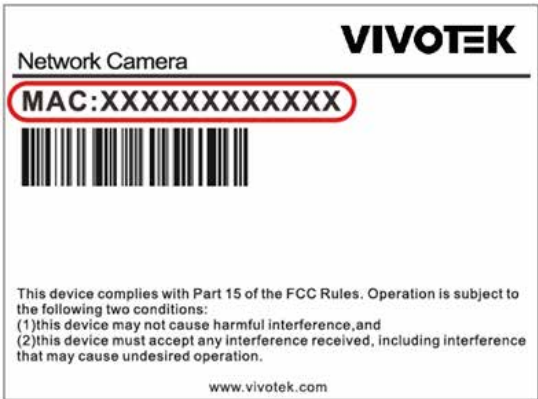 VIVOTEK
Network Camera
MAC:XXXXXXXXXXXX
This device complies with Part 15 of the FCC Rules. Operation is subject to
the following two conditions:
(1)this device may not cause harmful interference,and
(2)this device must accept any interference received, including interference
that may cause undesired operation.
www.vivotek.com